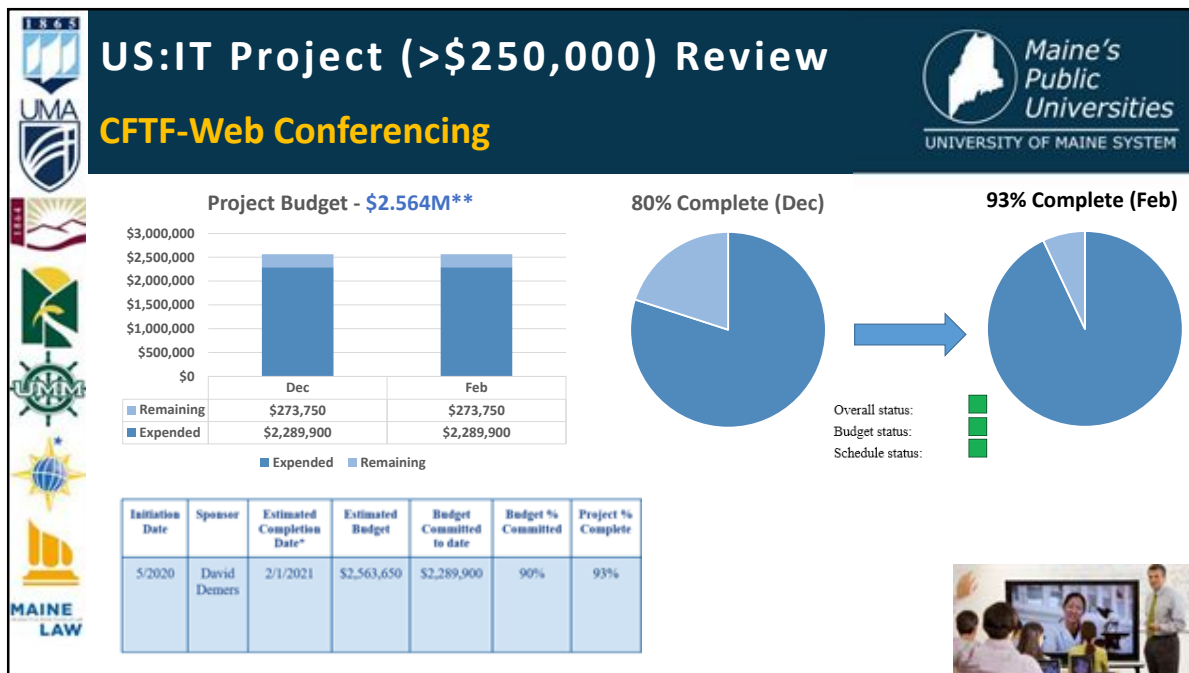 1865
US:IT Project (>$250,000) Review
CFTF-Web Conferencing
Maine's
Public
Universities
UNIVERSITY OF MAINE SYSTEM
UMA
1864
UMM
MAINE
LAW
Project Budget - $2.564M**
$3,000,000
$2,500,000
$2,000,000
$1,500,000
$1,000,000
$500,000
$0
Dec Feb
Remaining $273,750 $273,750
Expended $2,289,900 $2,289,900
Expended Remaining
80% Complete (Dec)
93% Complete (Feb)
Overall status:
Budget status:
Schedule status:
Initiation Date
Sponsor
Estimated Completion Date*
Estimated Budget
Budget Committed to date
Budget % Committed
Project % Complete
5/2020
David Demers
2/1/2021
$2,563,650
$2,289,900
90%
93%